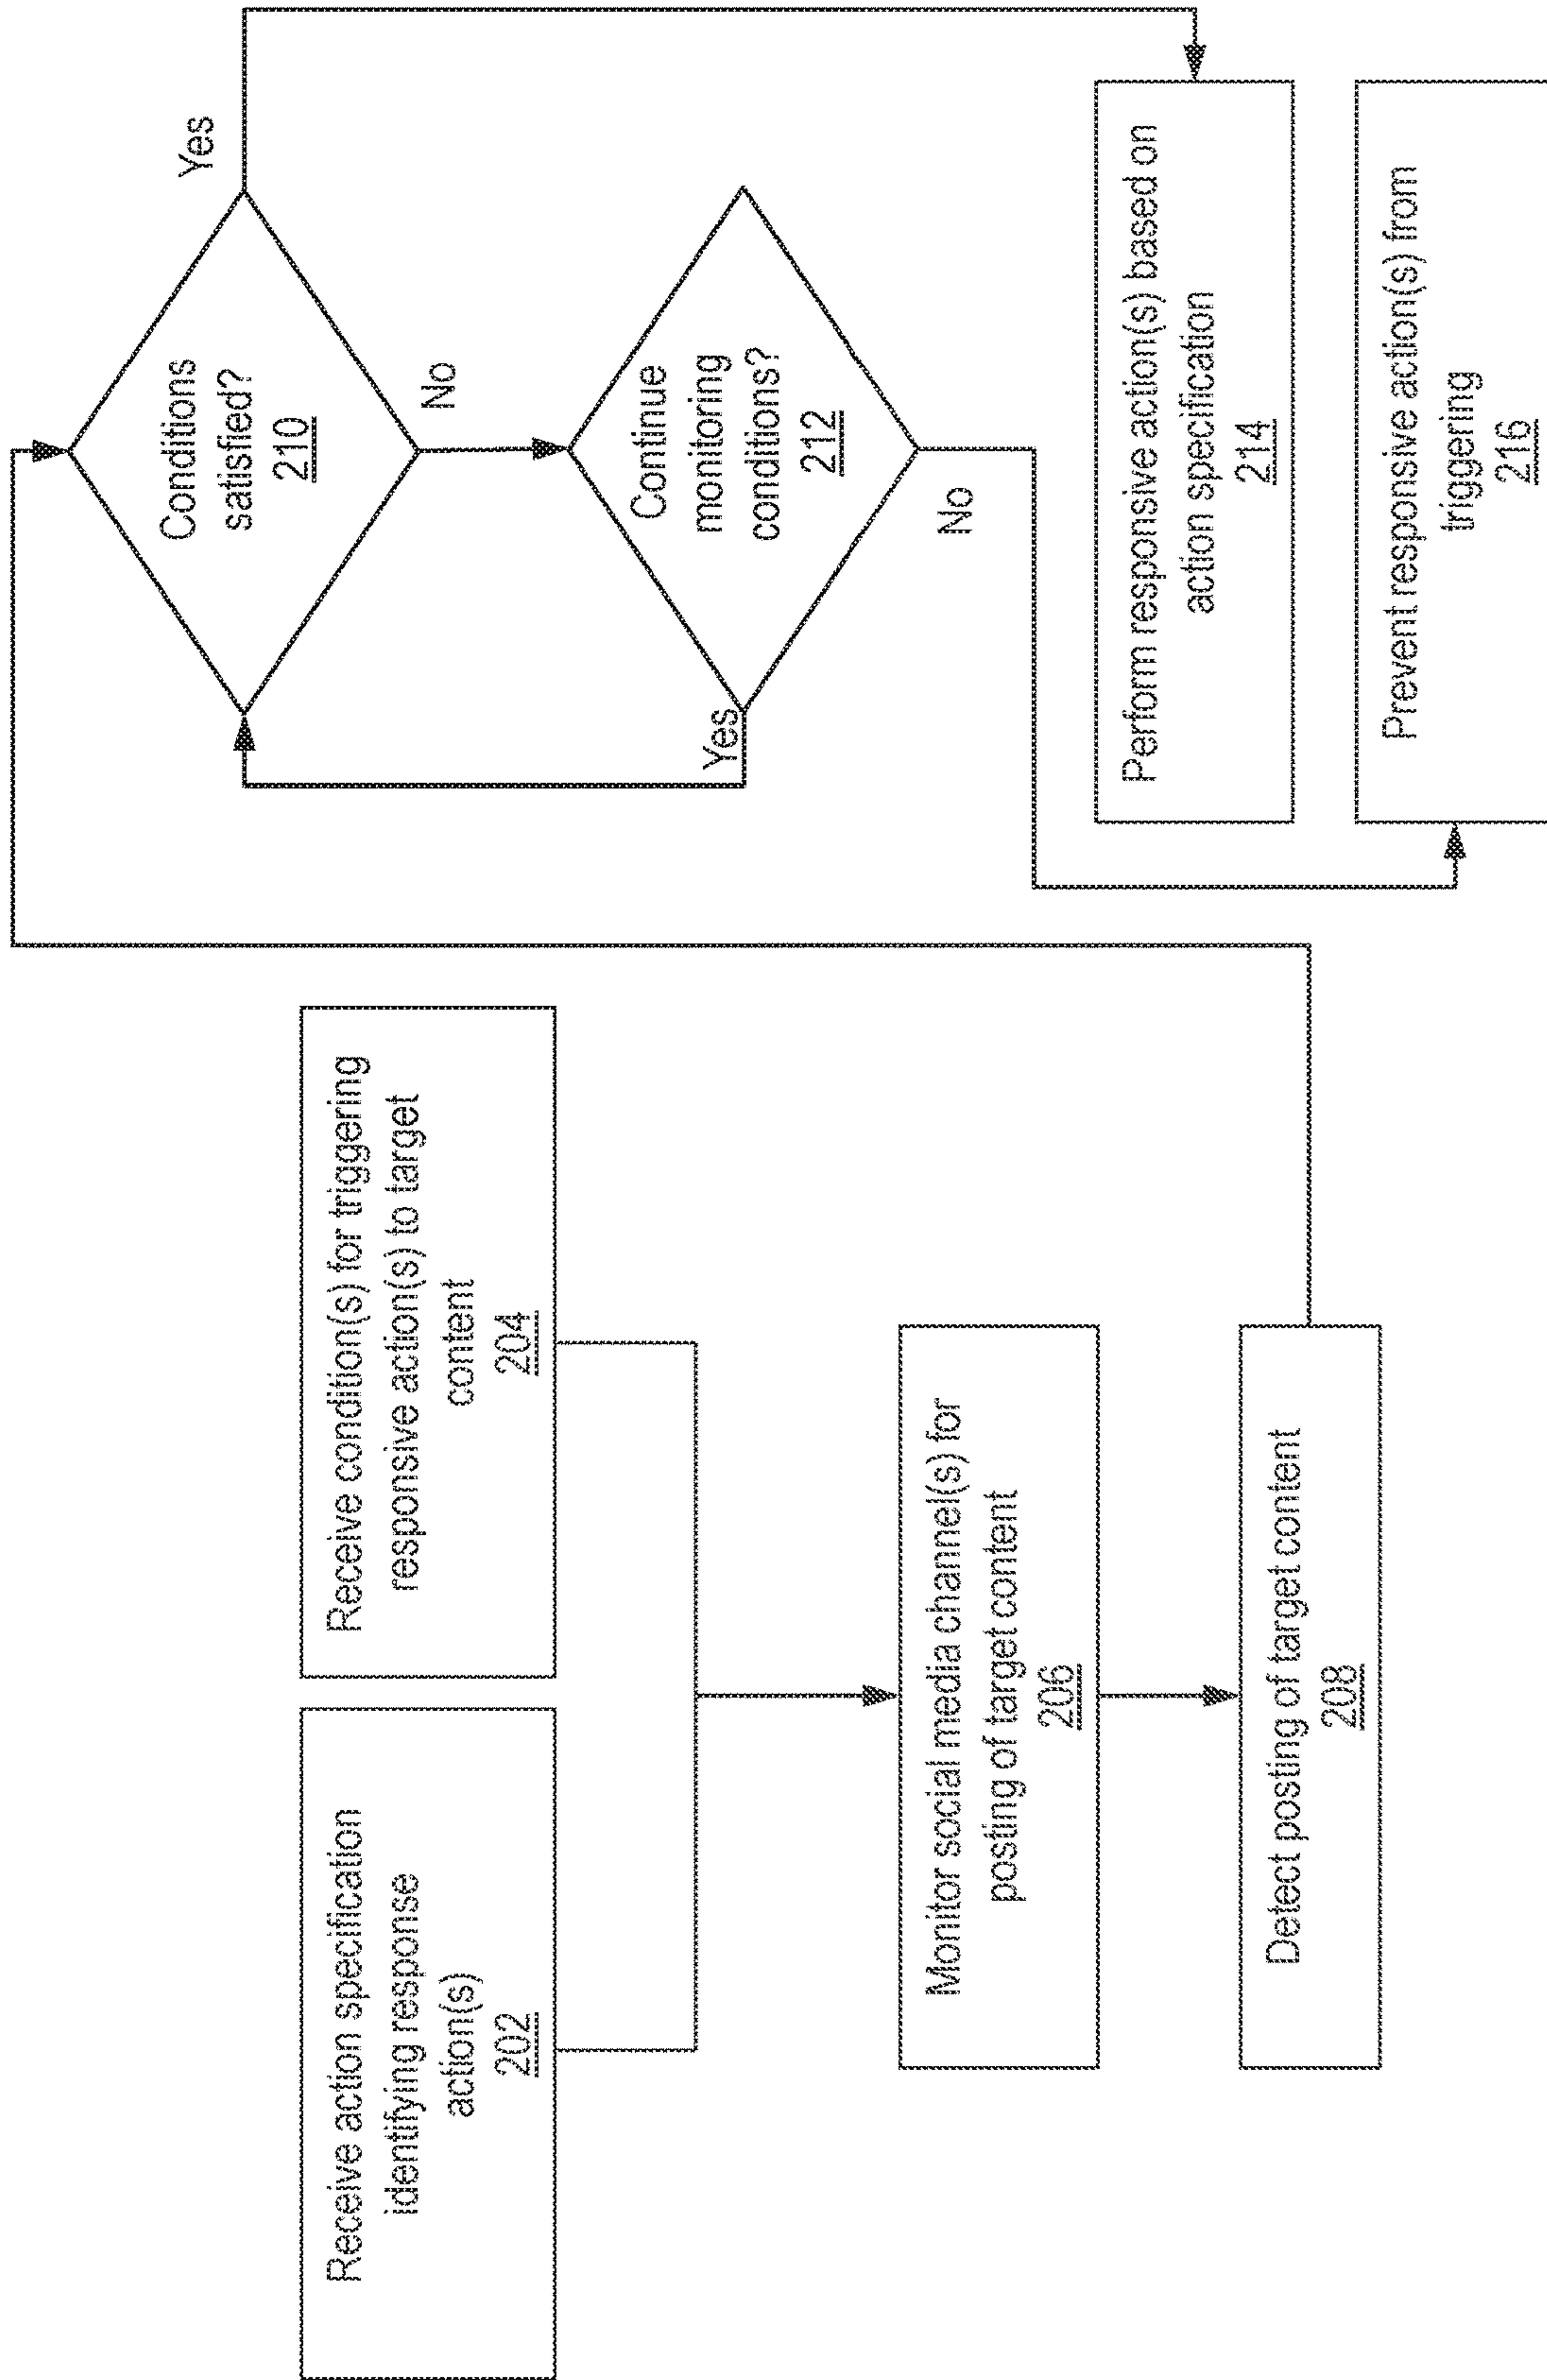 Receive action specification
identifying response
action(s)
202
Receive condition(s) for triggering
responsive action(s) to target
content
204
Monitor social media channel(s) for
posting of target content
206
Detect posting of target content
208
Conditions
satisfied?
210
Yes
No
Continue
monitoring
conditions?
212
Yes
No
Perform responsive action(s) based on
action specification
214
Prevent responsive action(s) from
triggering
216